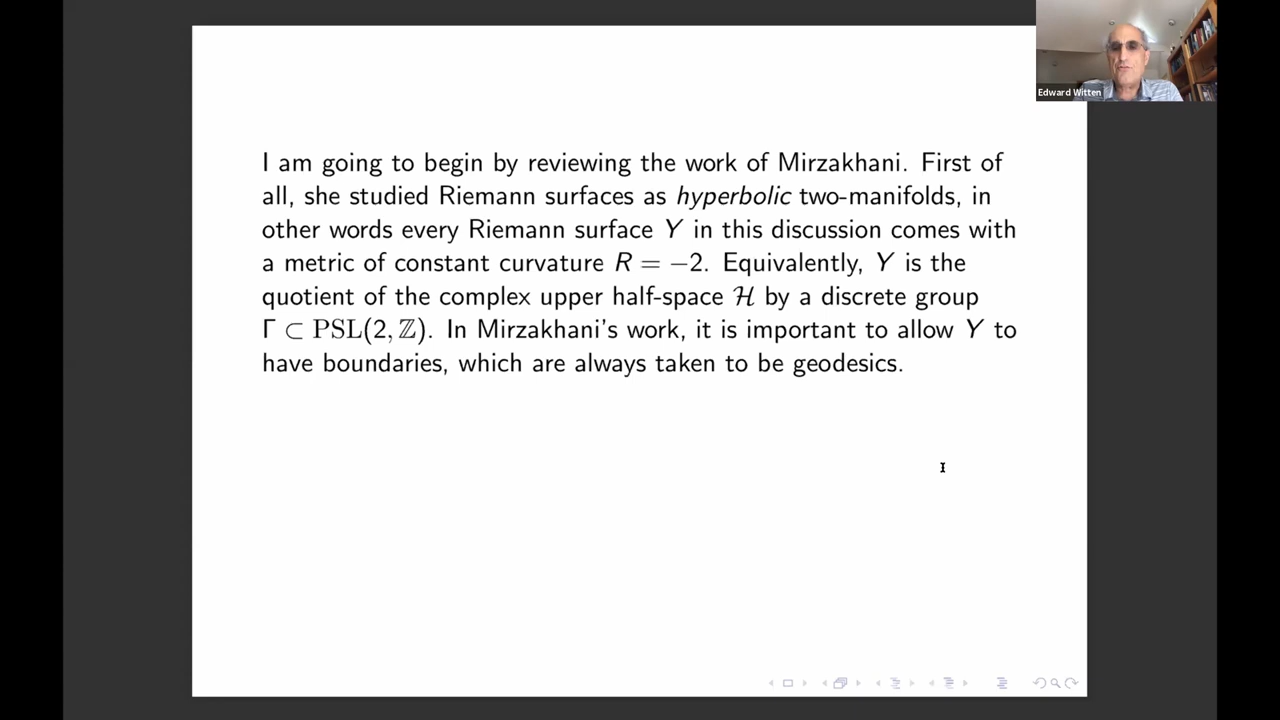 Edward Witten
I am going to begin by reviewing the work of Mirzakhani. First of
all, she studied Riemann surfaces as hyperbolic two-manifolds, in
other words every Riemann surface Y in this discussion comes with
a metric of constant curvature R = −2. Equivalently, Y is the
quotient of the complex upper half-space ℋ by a discrete group
Γ ⊂ PSL(2, ℤ). In Mirzakhani's work, it is important to allow Y to
have boundaries, which are always taken to be geodesics.